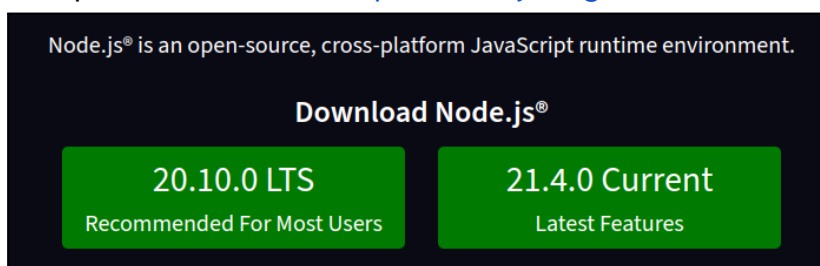 Node.js® is an open-source, cross-platform JavaScript runtime environment.
Download Node.js®
20.10.0 LTS
Recommended For Most Users
21.4.0 Current
Latest Features